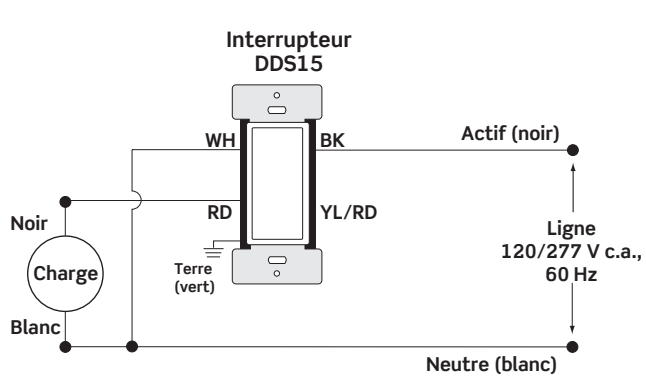 Interrupteur
DDS15
WH
BK
Actif (noir)
RD
YL/RD
Noir
Ligne
120/277 V c.a.,
60 Hz
Charge
Terre
(vert)
Blanc
Neutre (blanc)